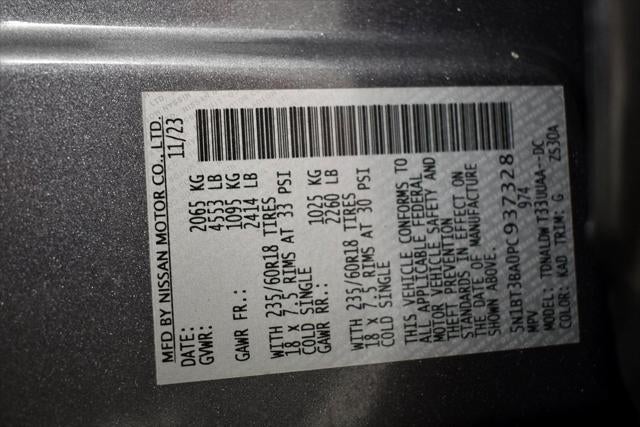 MFD BY NISSAN MOTOR CO., LTD.
DATE: 11/23
GVWR: 2065 KG
4553 LB
GAWR FR.: 1095 KG
2414 LB
WITH 235/60R18 TIRES
18 X 7.5 RIMS AT 33 PSI
COLD SINGLE
GAWR RR.: 1025 KG
2260 LB
WITH 235/60R18 TIRES
18 X 7.5 RIMS AT 30 PSI
COLD SINGLE
THIS VEHICLE CONFORMS TO
ALL APPLICABLE FEDERAL
MOTOR VEHICLE SAFETY AND
THEFT PREVENTION
STANDARDS IN EFFECT ON
THE DATE OF MANUFACTURE
SHOWN ABOVE.
5N1BT3BA0PC937328
MPV 974
MODEL: TDNALDW T33UUAA--DC
COLOR: KAD TRIM: G ZS30A